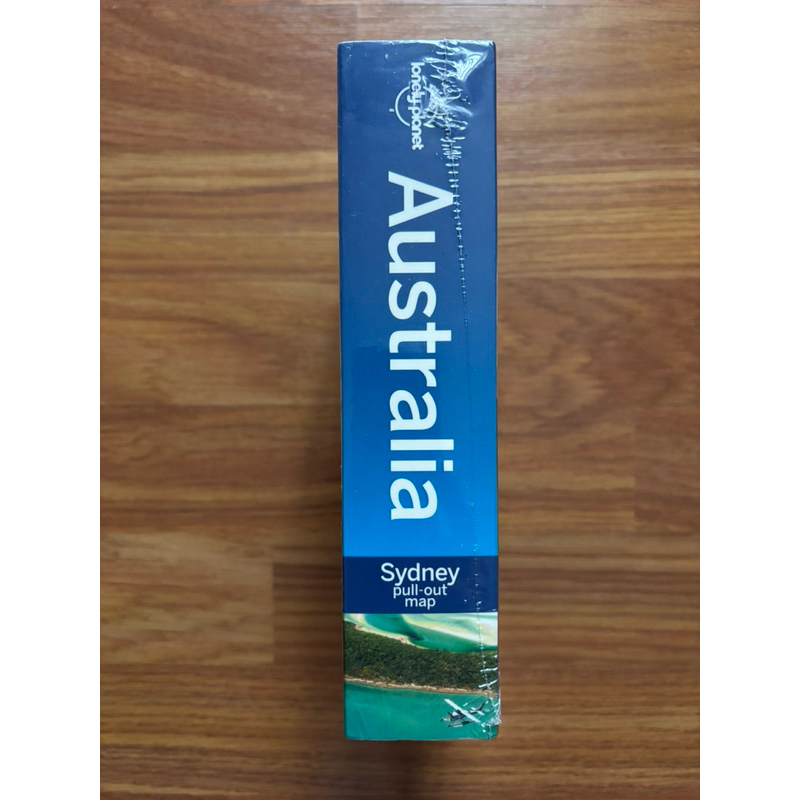 lonely planet
Australia
Sydney
pull-out
map